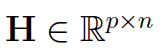 H ∈ ℝ^{p×n}